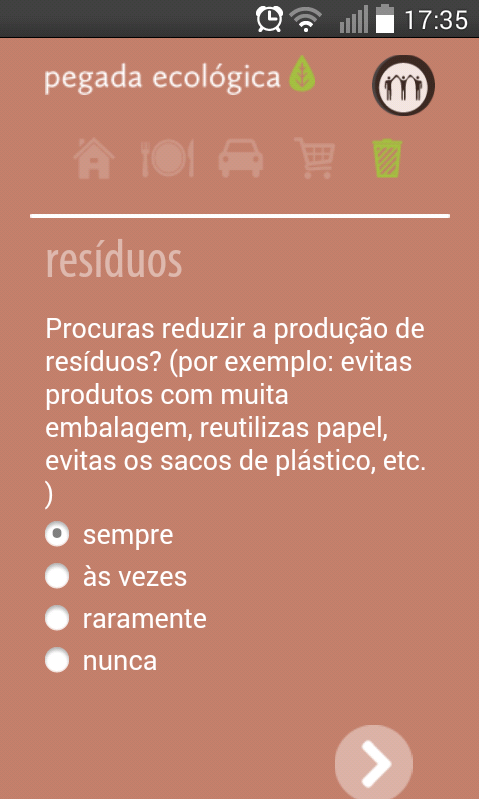 17:35
pegada ecológica
resíduos
Procuras reduzir a produção de
resíduos? (por exemplo: evitas
produtos com muita
embalagem, reutilizas papel,
evitas os sacos de plástico, etc.
)
sempre
às vezes
raramente
nunca